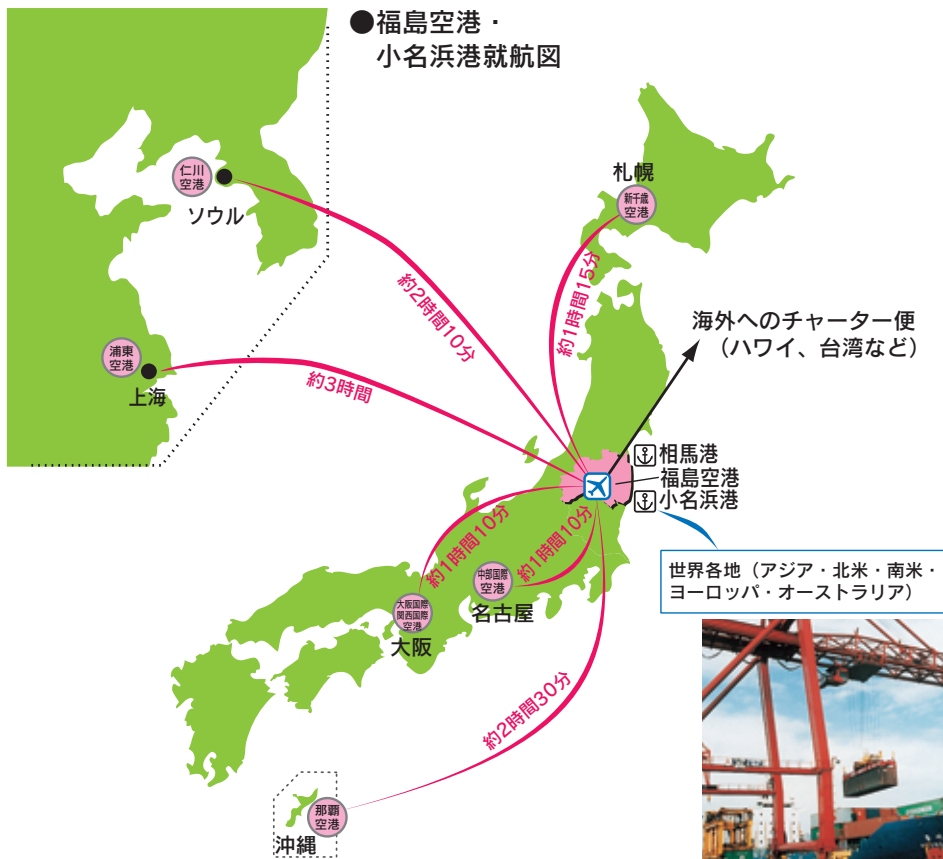 ●福島空港・
小名浜港就航図
仁川
空港
ソウル
札幌
新千歳
空港
約2時間10分
約1時間15分
海外へのチャーター便
（ハワイ、台湾など）
浦東
空港
上海
約3時間
相馬港
福島空港
小名浜港
約1時間10分
約1時間10分
中部国際
空港
名古屋
大阪国際
関西国際
空港
大阪
世界各地（アジア・北米・南米・
ヨーロッパ・オーストラリア）
約2時間30分
那覇
空港
沖縄